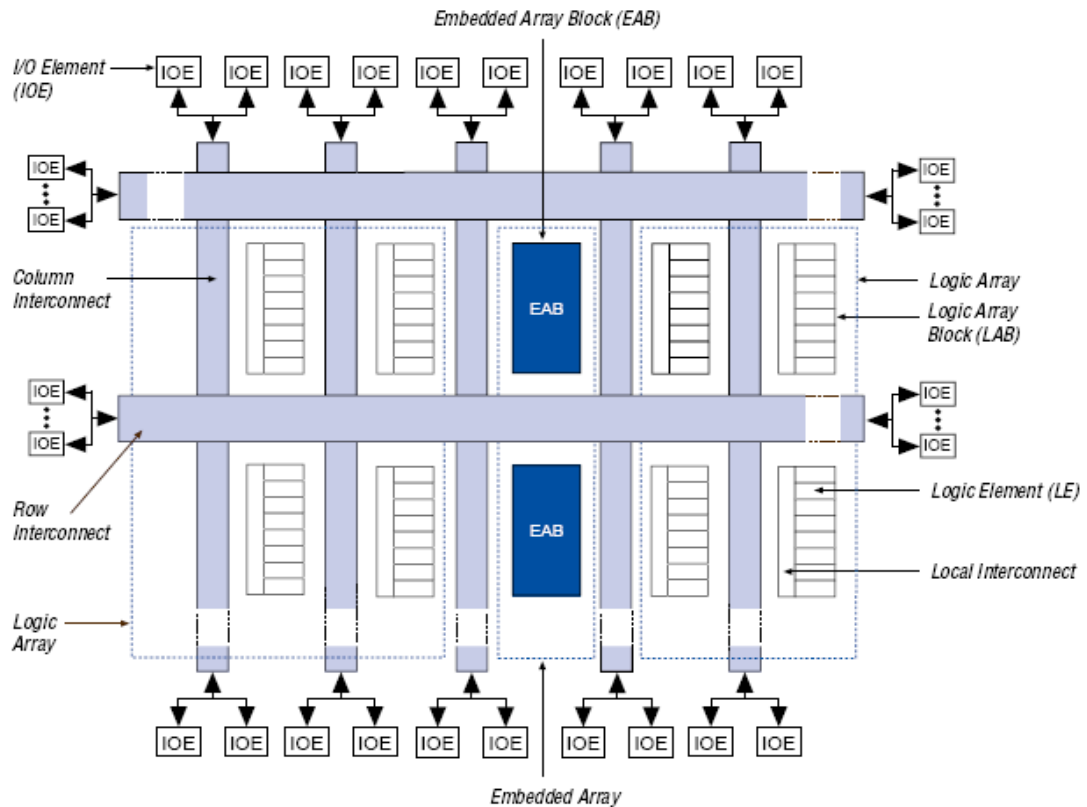 Embedded Array Block (EAB)
I/O Element
(IOE)
IOE IOE IOE IOE IOE IOE IOE IOE IOE IOE
IOE IOE
IOE IOE
Column
Interconnect
EAB
Logic Array
Logic Array
Block (LAB)
IOE IOE
IOE IOE
Row
Interconnect
EAB
Logic Element (LE)
Local Interconnect
Logic
Array
IOE IOE IOE IOE IOE IOE IOE IOE IOE IOE
Embedded Array